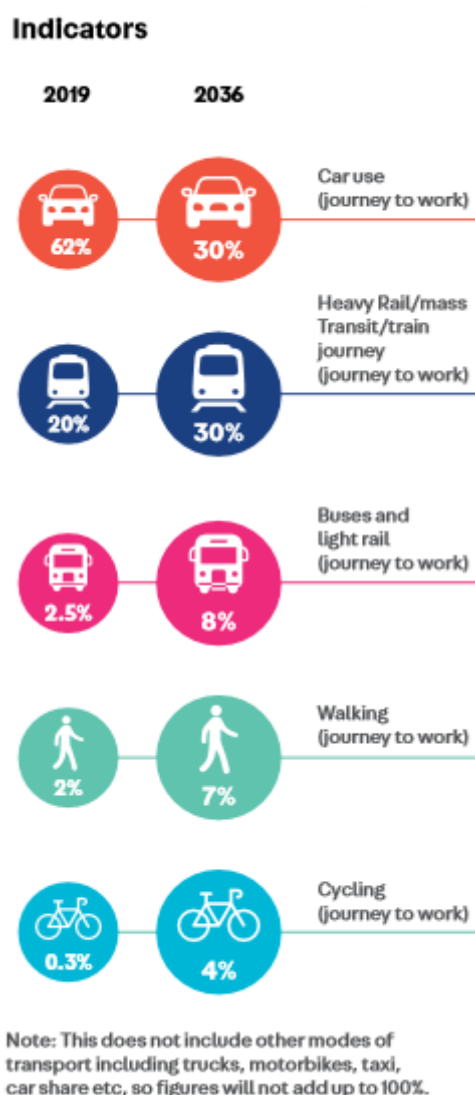 Indicators
2019 2036
62% 30%
Car use
(journey to work)
20% 30%
Heavy Rail/mass
Transit/train
journey
(journey to work)
2.5% 8%
Buses and
light rail
(journey to work)
2% 7%
Walking
(journey to work)
0.3% 4%
Cycling
(journey to work)
Note: This does not include other modes of
transport including trucks, motorbikes, taxi,
car share etc, so figures will not add up to 100%.